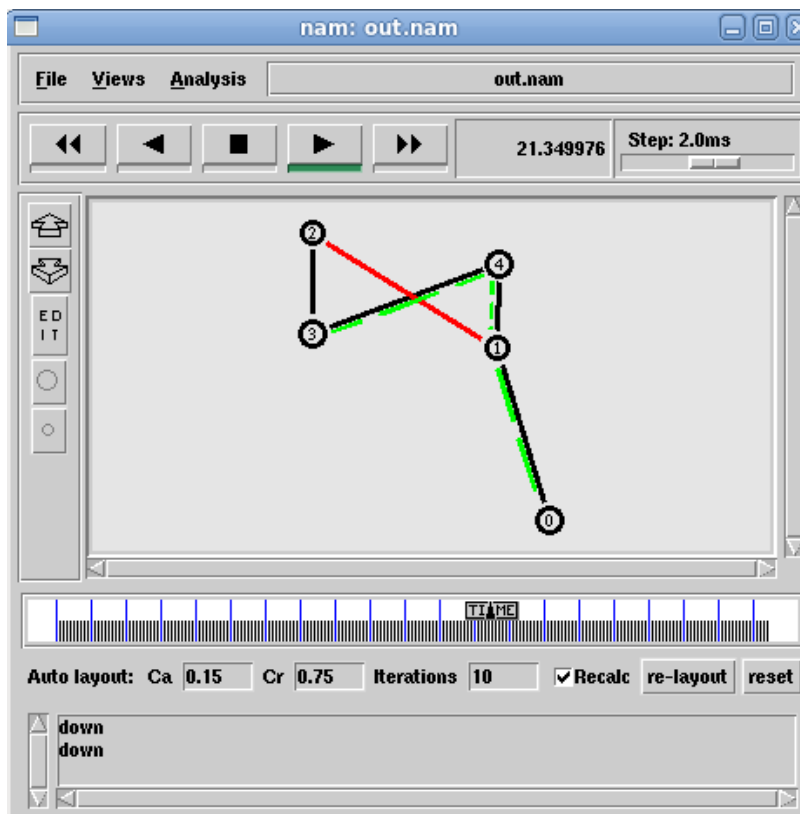 nam: out.nam
File Views Analysis out.nam
21.349976 Step: 2.0ms
2
4
ED
IT
3
1
0
TIME
Auto layout: Ca 0.15 Cr 0.75 Iterations 10 Recalc re-layout reset
down
down